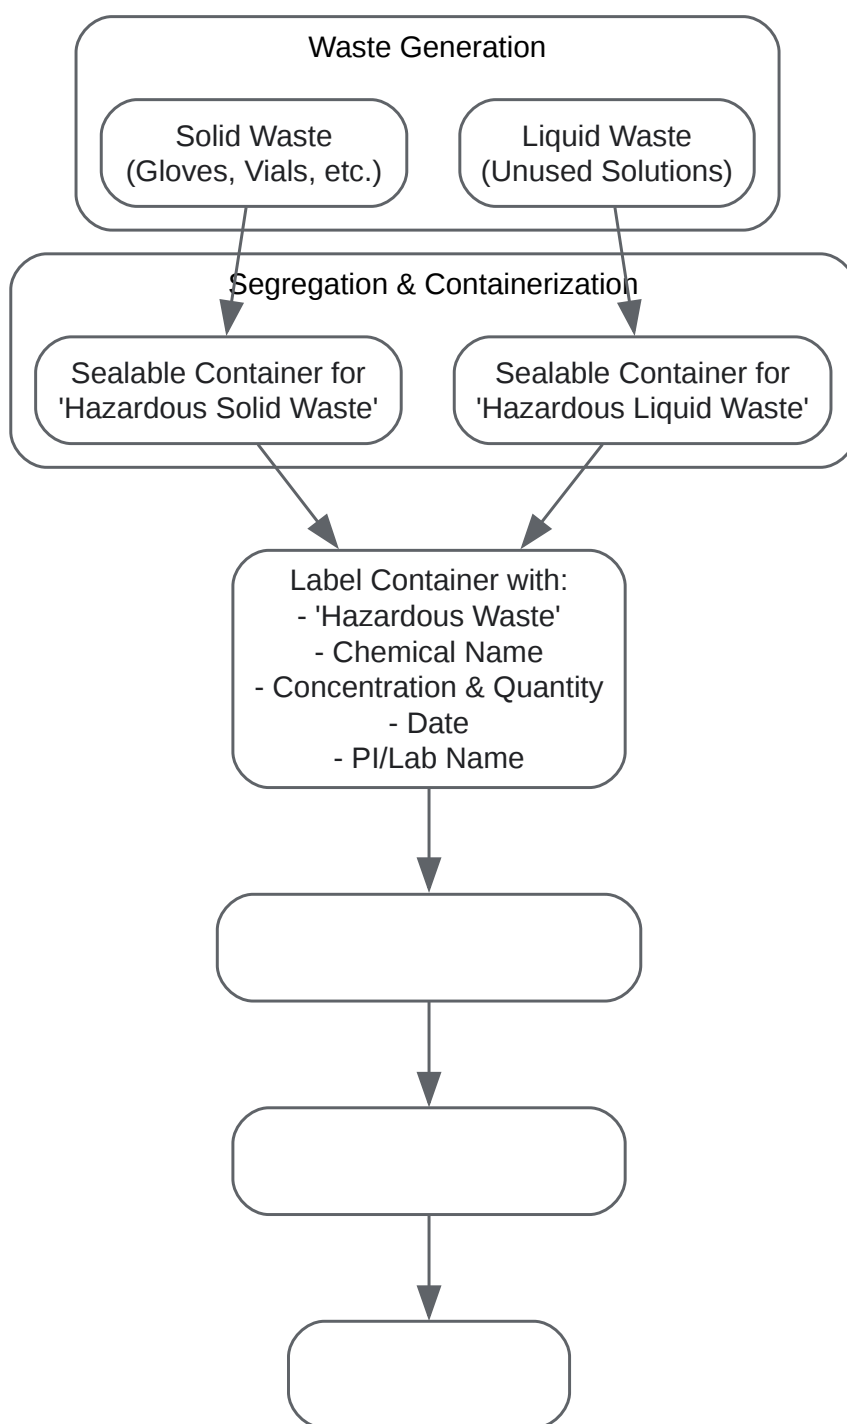 Waste Generation
Solid Waste
(Gloves, Vials, etc.)
Liquid Waste
(Unused Solutions)
Segregation & Containerization
Sealable Container for
'Hazardous Solid Waste'
Sealable Container for
'Hazardous Liquid Waste'
Label Container with:
- 'Hazardous Waste'
- Chemical Name
- Concentration & Quantity
- Date
- PI/Lab Name